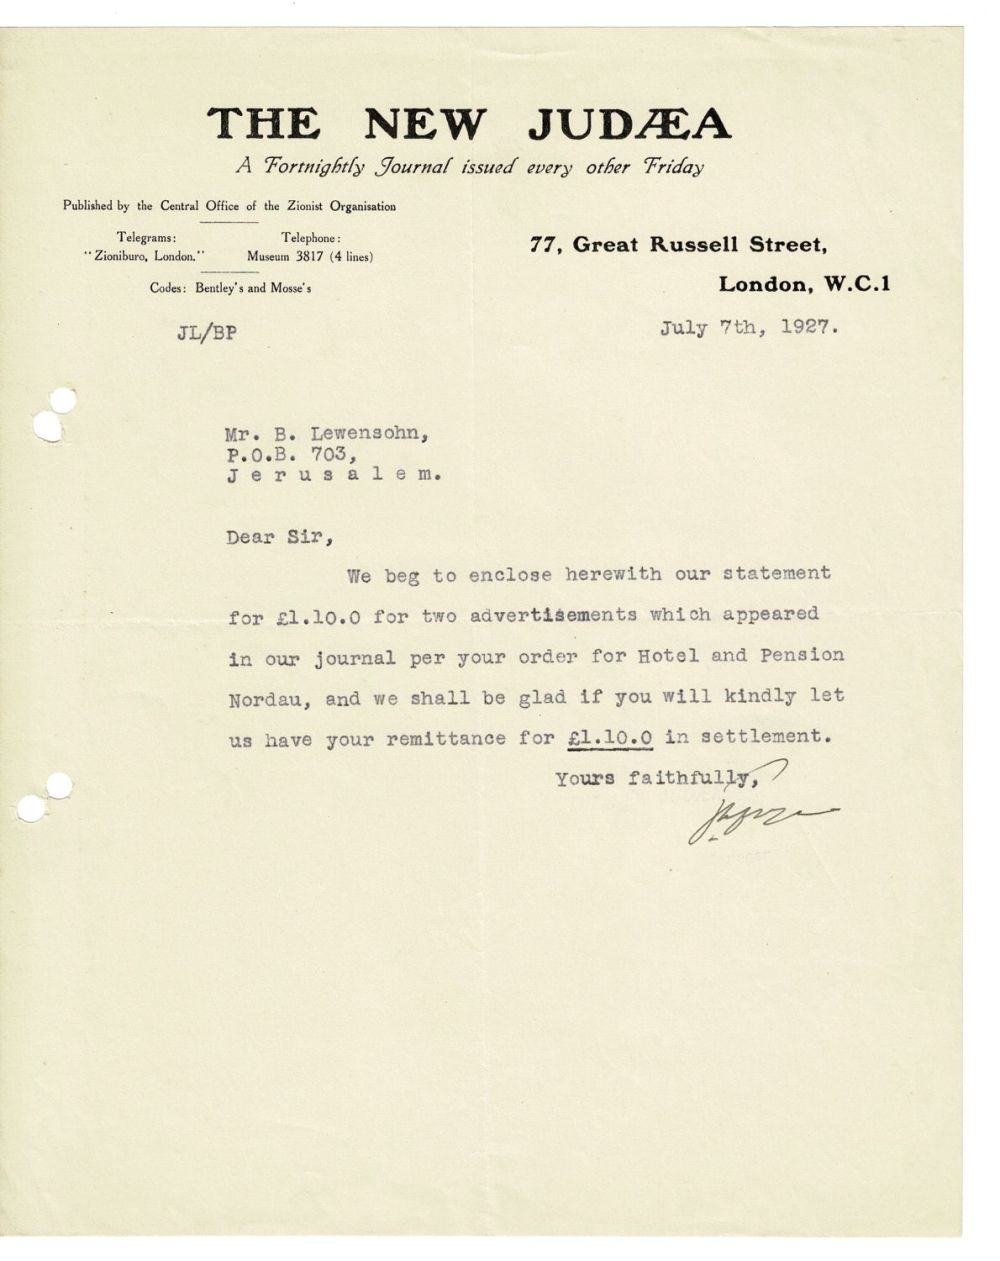 THE NEW JUDÆA
A Fortnightly Journal issued every other Friday
Published by the Central Office of the Zionist Organisation
Telegrams:
"Zioniburo, London."
Telephone:
Museum 3817 (4 lines)
Codes: Bentley's and Mosse's
77, Great Russell Street,
London, W.C.1
JL/BP
July 7th, 1927.
Mr. B. Lewensohn,
P.O.B. 703,
J e r u s a l e m.
Dear Sir,
We beg to enclose herewith our statement
for £1.10.0 for two advertisements which appeared
in our journal per your order for Hotel and Pension
Nordau, and we shall be glad if you will kindly let
us have your remittance for £1.10.0 in settlement.
Yours faithfully,